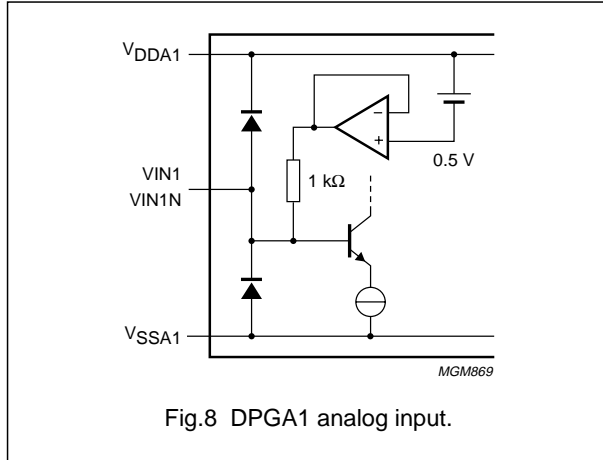 VDDA1
−
+
0.5 V
VIN1
VIN1N
1 kΩ
VSSA1
MGM869
Fig.8 DPGA1 analog input.